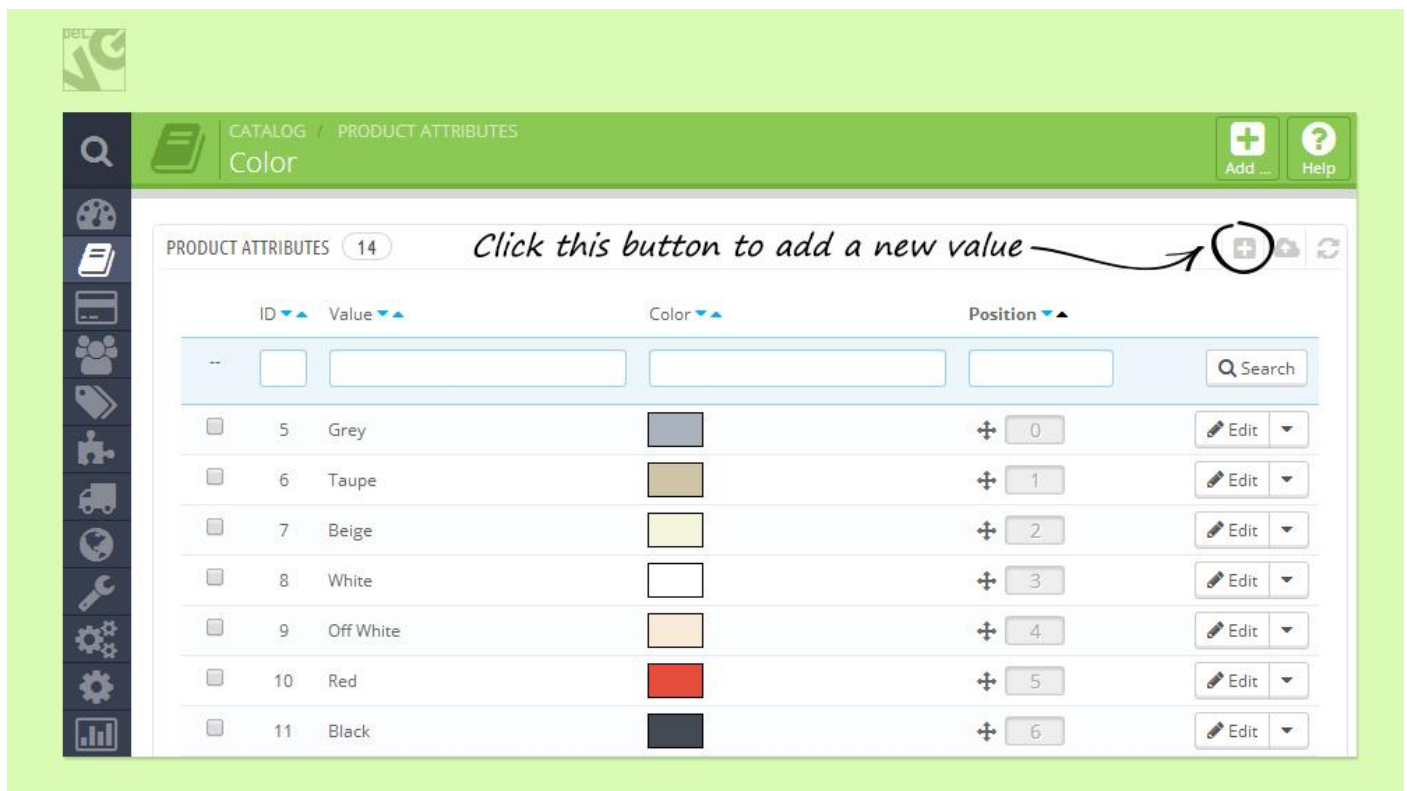 DEL
VG
CATALOG / PRODUCT ATTRIBUTES
Color
Add ...
Help
PRODUCT ATTRIBUTES 14
Click this button to add a new value
ID Value Color Position
--
Search
5 Grey 0 Edit
6 Taupe 1 Edit
7 Beige 2 Edit
8 White 3 Edit
9 Off White 4 Edit
10 Red 5 Edit
11 Black 6 Edit